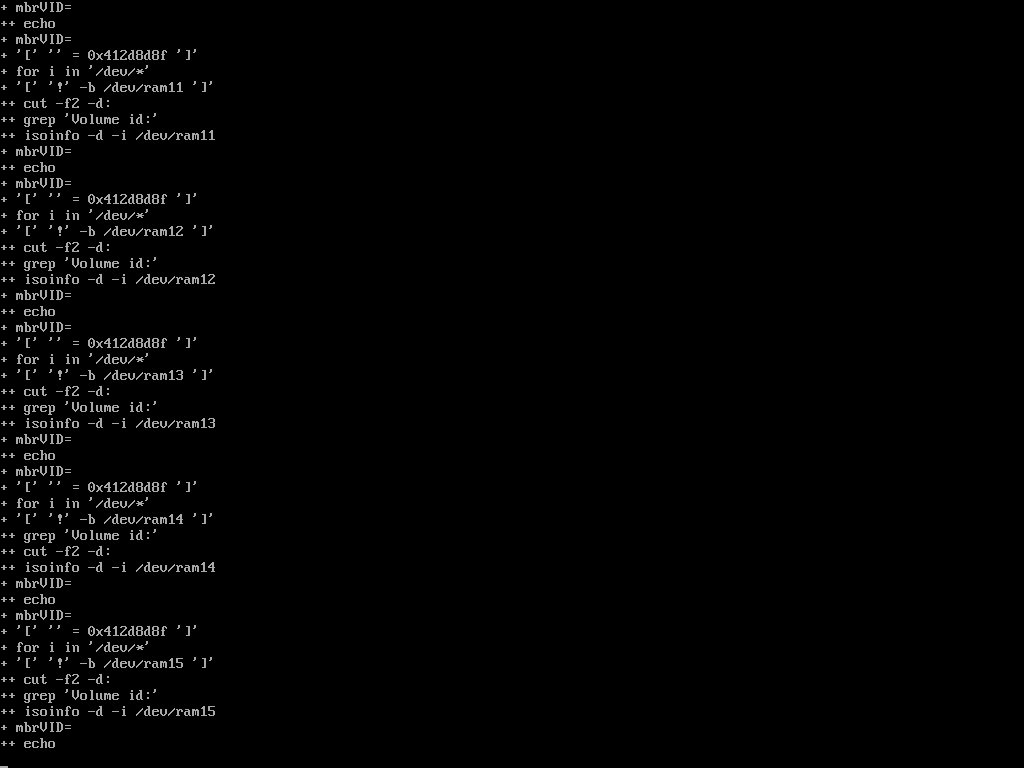 + mbrVID=
++ echo
+ mbrVID=
+ '[' '' = 0x412d8d8f ']'
+ for i in '/dev/*'
+ '[' '!' -b /dev/ram11 ']'
++ cut -f2 -d:
++ grep 'Volume id:'
++ isoinfo -d -i /dev/ram11
+ mbrVID=
++ echo
+ mbrVID=
+ '[' '' = 0x412d8d8f ']'
+ for i in '/dev/*'
+ '[' '!' -b /dev/ram12 ']'
++ cut -f2 -d:
++ grep 'Volume id:'
++ isoinfo -d -i /dev/ram12
+ mbrVID=
++ echo
+ mbrVID=
+ '[' '' = 0x412d8d8f ']'
+ for i in '/dev/*'
+ '[' '!' -b /dev/ram13 ']'
++ cut -f2 -d:
++ grep 'Volume id:'
++ isoinfo -d -i /dev/ram13
+ mbrVID=
++ echo
+ mbrVID=
+ '[' '' = 0x412d8d8f ']'
+ for i in '/dev/*'
+ '[' '!' -b /dev/ram14 ']'
++ grep 'Volume id:'
++ cut -f2 -d:
++ isoinfo -d -i /dev/ram14
+ mbrVID=
++ echo
+ mbrVID=
+ '[' '' = 0x412d8d8f ']'
+ for i in '/dev/*'
+ '[' '!' -b /dev/ram15 ']'
++ cut -f2 -d:
++ grep 'Volume id:'
++ isoinfo -d -i /dev/ram15
+ mbrVID=
++ echo